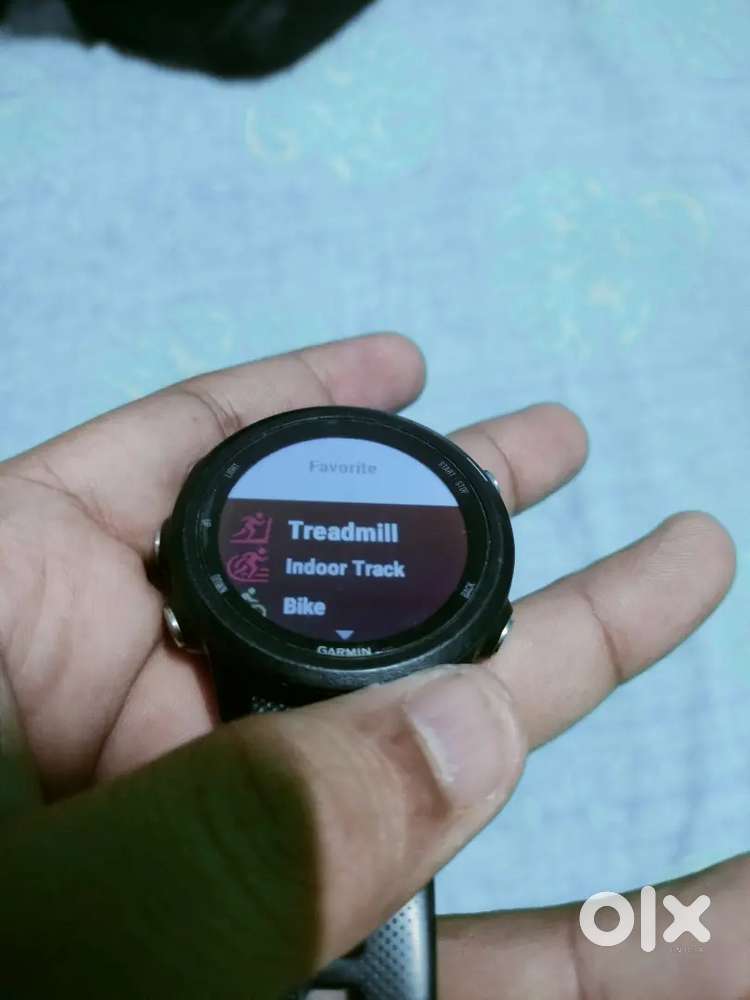 Favorite
LIGHT
START STOP
UP
Treadmill
Indoor Track
Bike
DOWN
BACK
GARMIN
olx